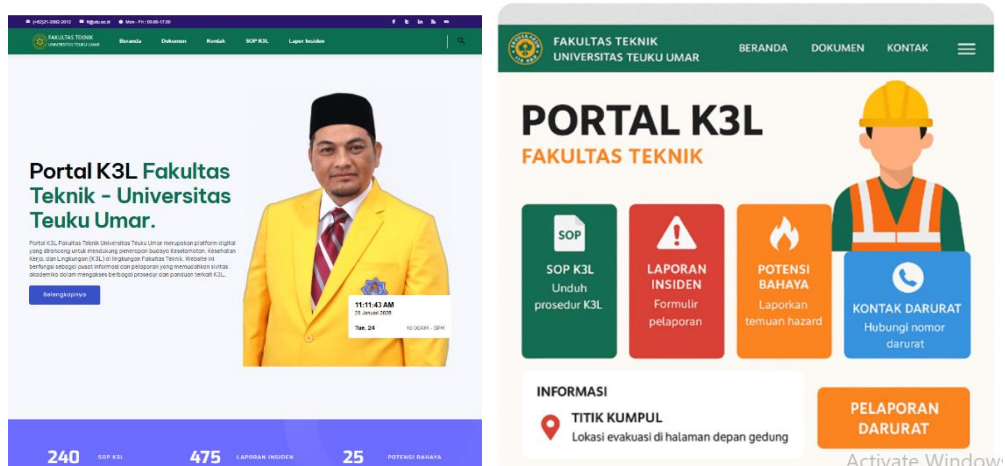 (+62)21-2002-2012 ft@utu.ac.id Mon - Fri: 09:00-17:00
FAKULTAS TEKNIK
UNIVERSITAS TEUKU UMAR
Beranda Dokumen Kontak SOP K3L Lapor Insiden
Portal K3L Fakultas
Teknik - Universitas
Teuku Umar.
Portal K3L Fakultas Teknik Universitas Teuku Umar merupakan platform digital
yang dirancang untuk mendukung penerapan budaya Keselamatan, Kesehatan
Kerja, dan Lingkungan (K3L) di lingkungan Fakultas Teknik. Website ini
berfungsi sebagai pusat informasi dan pelaporan yang memudahkan sivitas
akademika dalam mengakses berbagai prosedur dan panduan terkait K3L.
Selengkapnya
11:11:43 AM
Tue, 24 10.00AM - 5PM
240 SOP K3L 475 LAPORAN INSIDEN 25 POTENSI BAHAYA
FAKULTAS TEKNIK
UNIVERSITAS TEUKU UMAR
BERANDA DOKUMEN KONTAK
PORTAL K3L
FAKULTAS TEKNIK
SOP
SOP K3L
Unduh
prosedur K3L
LAPORAN
INSIDEN
Formulir
pelaporan
POTENSI
BAHAYA
Laporkan
temuan hazard
KONTAK DARURAT
Hubungi nomor
darurat
INFORMASI
TITIK KUMPUL
Lokasi evakuasi di halaman depan gedung
PELAPORAN
DARURAT
Activate Windows